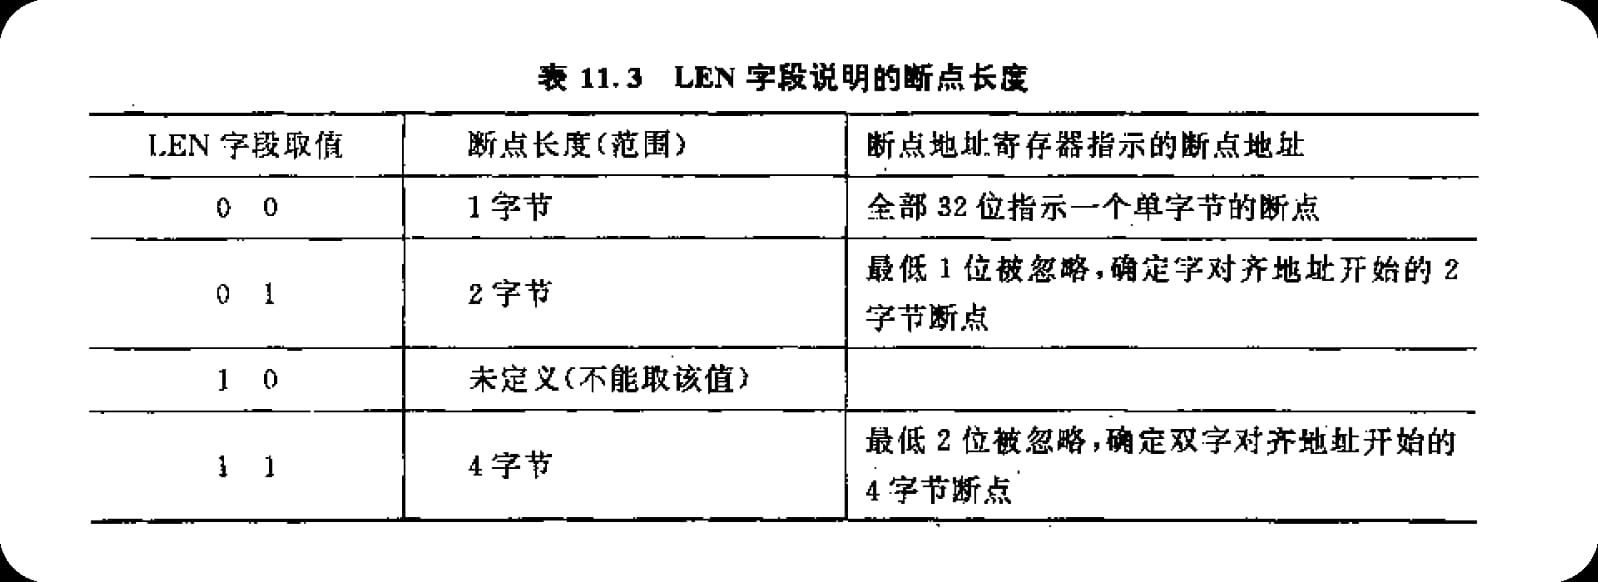 表 11.3 LEN 字段说明的断点长度
LEN 字段取值 断点长度(范围) 断点地址寄存器指示的断点地址
0 0 1 字节 全部 32 位指示一个单字节的断点
0 1 2 字节 最低 1 位被忽略,确定字对齐地址开始的 2
字节断点
1 0 未定义(不能取该值)
1 1 4 字节 最低 2 位被忽略,确定双字对齐地址开始的
4 字节断点